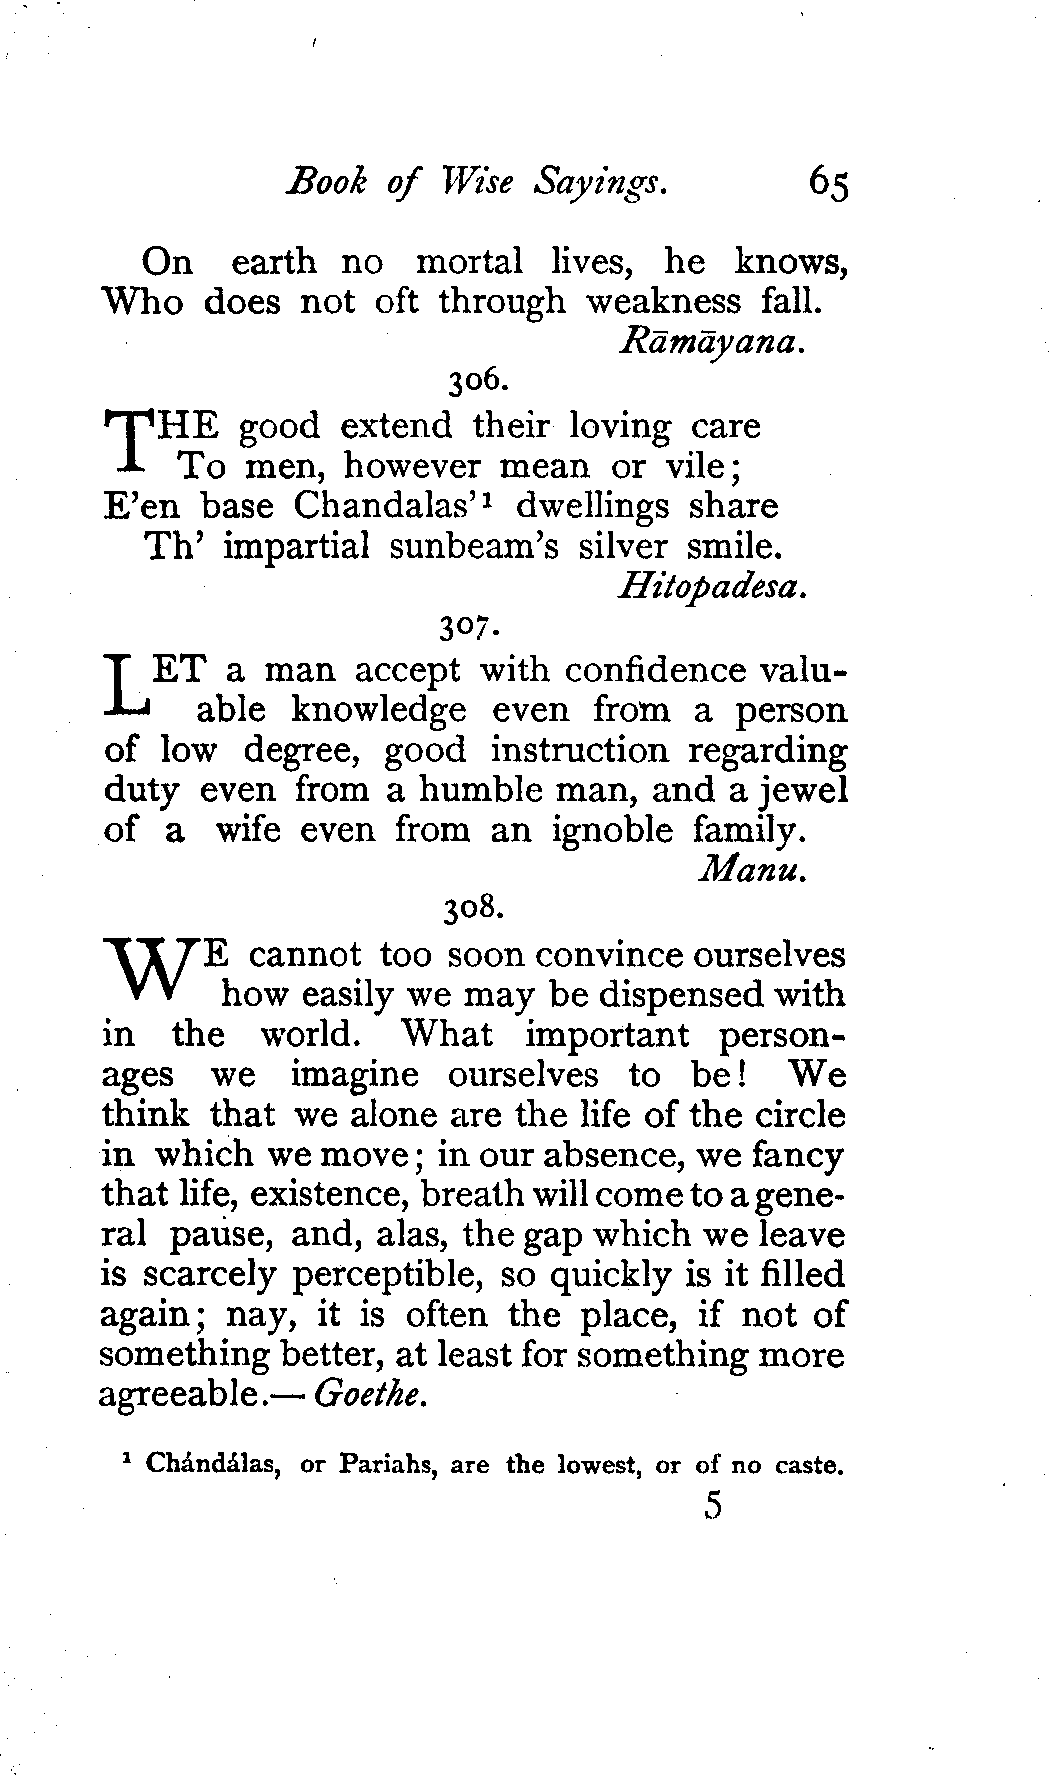 Book of Wise Sayings. 65
On earth no mortal lives, he knows,
Who does not oft through weakness fall.
Rāmāyana.
306.
THE good extend their loving care
To men, however mean or vile;
E'en base Chandalas'¹ dwellings share
Th' impartial sunbeam's silver smile.
Hitopadesa.
307.
LET a man accept with confidence valu-
able knowledge even from a person
of low degree, good instruction regarding
duty even from a humble man, and a jewel
of a wife even from an ignoble family.
Manu.
308.
WE cannot too soon convince ourselves
how easily we may be dispensed with
in the world. What important person-
ages we imagine ourselves to be! We
think that we alone are the life of the circle
in which we move; in our absence, we fancy
that life, existence, breath will come to a gene-
ral pause, and, alas, the gap which we leave
is scarcely perceptible, so quickly is it filled
again; nay, it is often the place, if not of
something better, at least for something more
agreeable.— Goethe.
¹ Chándálas, or Pariahs, are the lowest, or of no caste.
5